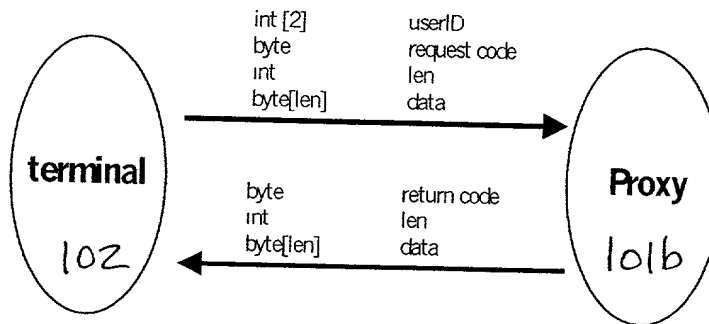 int [2] userID
byte request code
int len
byte[len] data
terminal
102
Proxy
101b
byte return code
int len
byte[len] data